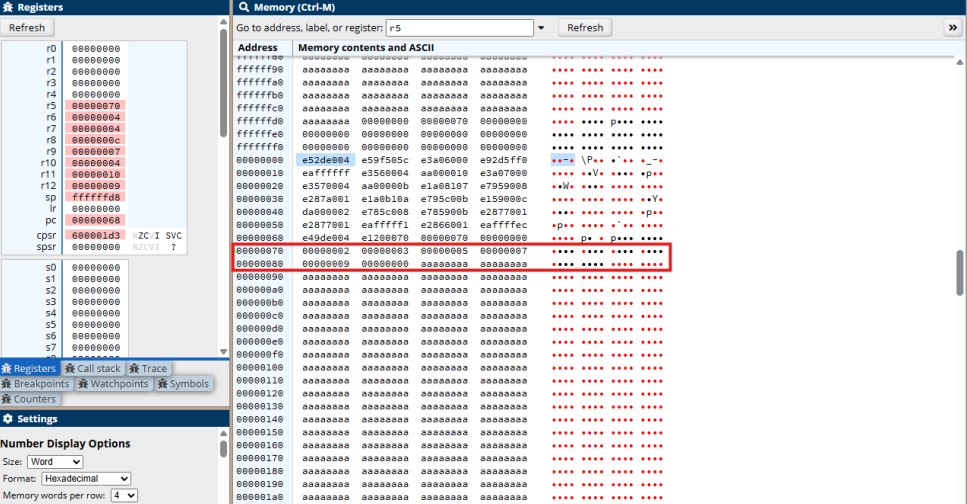 Registers
Refresh
r0 00000000
r1 00000000
r2 00000000
r3 00000000
r4 00000000
r5 00000070
r6 00000004
r7 00000004
r8 0000000c
r9 00000007
r10 00000004
r11 00000010
r12 00000009
sp ffffffd8
lr 00000000
pc 00000068
cpsr 600001d3 NZCVI SVC
spsr 00000000 NZCVI ?
s0 00000000
s1 00000000
s2 00000000
s3 00000000
s4 00000000
s5 00000000
s6 00000000
s7 00000000
Registers Call stack Trace
Breakpoints Watchpoints Symbols
Counters
Settings
Number Display Options
Size: Word
Format: Hexadecimal
Memory words per row: 4
Memory (Ctrl-M)
Go to address, label, or register: r5 Refresh »
Address Memory contents and ASCII
ffffff90 aaaaaaaa aaaaaaaa aaaaaaaa aaaaaaaa •••• •••• •••• ••••
ffffffa0 aaaaaaaa aaaaaaaa aaaaaaaa aaaaaaaa •••• •••• •••• ••••
ffffffb0 aaaaaaaa aaaaaaaa aaaaaaaa aaaaaaaa •••• •••• •••• ••••
ffffffc0 aaaaaaaa aaaaaaaa aaaaaaaa aaaaaaaa •••• •••• •••• ••••
ffffffd0 aaaaaaaa 00000000 00000070 00000000 •••• •••• p••• ••••
ffffffe0 00000000 00000000 00000000 00000000 •••• •••• •••• ••••
fffffff0 00000000 00000000 00000000 00000000 •••• •••• •••• ••••
00000000 e52de004 e59f505c e3a06000 e92d5ff0 ••-• \P•• •`•• •_-•
00000010 eaffffff e3560004 aa000010 e3a07000 •••• ••V• •••• •p••
00000020 e3570004 aa00000b e1a08107 e7959008 ••W• •••• •••• ••••
00000030 e287a001 e1a0b10a e795c00b e159000c •••• •••• •••• ••Y•
00000040 da000002 e785c008 e785900b e2877001 •••• •••• •••• •p••
00000050 e2877001 eafffff1 e2866001 eaffffec •p•• •••• •`•• ••••
00000060 e49de004 e1200070 00000070 00000000 •••• p• • p••• ••••
00000070 00000002 00000003 00000005 00000007 •••• •••• •••• ••••
00000080 00000009 00000000 aaaaaaaa aaaaaaaa •••• •••• •••• ••••
00000090 aaaaaaaa aaaaaaaa aaaaaaaa aaaaaaaa •••• •••• •••• ••••
000000a0 aaaaaaaa aaaaaaaa aaaaaaaa aaaaaaaa •••• •••• •••• ••••
000000b0 aaaaaaaa aaaaaaaa aaaaaaaa aaaaaaaa •••• •••• •••• ••••
000000c0 aaaaaaaa aaaaaaaa aaaaaaaa aaaaaaaa •••• •••• •••• ••••
000000d0 aaaaaaaa aaaaaaaa aaaaaaaa aaaaaaaa •••• •••• •••• ••••
000000e0 aaaaaaaa aaaaaaaa aaaaaaaa aaaaaaaa •••• •••• •••• ••••
000000f0 aaaaaaaa aaaaaaaa aaaaaaaa aaaaaaaa •••• •••• •••• ••••
00000100 aaaaaaaa aaaaaaaa aaaaaaaa aaaaaaaa •••• •••• •••• ••••
00000110 aaaaaaaa aaaaaaaa aaaaaaaa aaaaaaaa •••• •••• •••• ••••
00000120 aaaaaaaa aaaaaaaa aaaaaaaa aaaaaaaa •••• •••• •••• ••••
00000130 aaaaaaaa aaaaaaaa aaaaaaaa aaaaaaaa •••• •••• •••• ••••
00000140 aaaaaaaa aaaaaaaa aaaaaaaa aaaaaaaa •••• •••• •••• ••••
00000150 aaaaaaaa aaaaaaaa aaaaaaaa aaaaaaaa •••• •••• •••• ••••
00000160 aaaaaaaa aaaaaaaa aaaaaaaa aaaaaaaa •••• •••• •••• ••••
00000170 aaaaaaaa aaaaaaaa aaaaaaaa aaaaaaaa •••• •••• •••• ••••
00000180 aaaaaaaa aaaaaaaa aaaaaaaa aaaaaaaa •••• •••• •••• ••••
00000190 aaaaaaaa aaaaaaaa aaaaaaaa aaaaaaaa •••• •••• •••• ••••
000001a0 aaaaaaaa aaaaaaaa aaaaaaaa aaaaaaaa •••• •••• •••• ••••